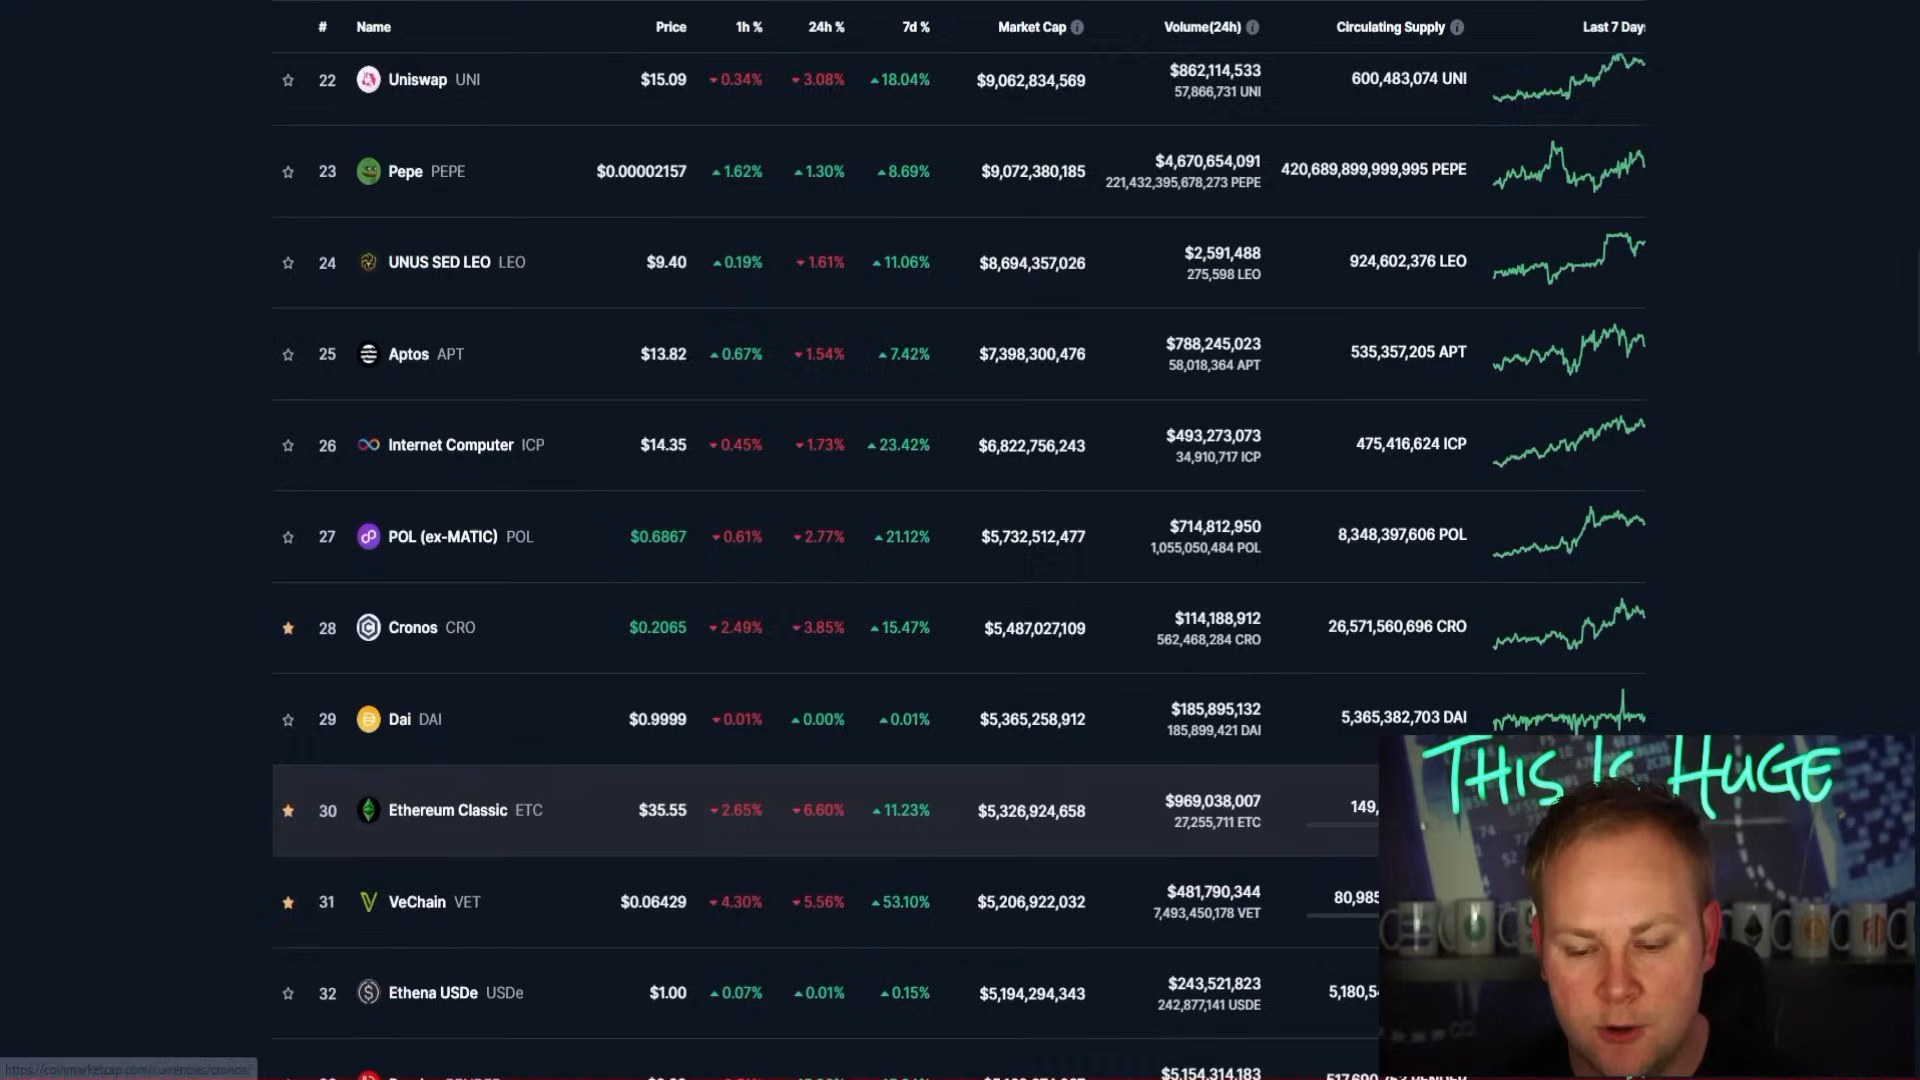 # Name Price 1h % 24h % 7d % Market Cap Volume(24h) Circulating Supply Last 7 Days
22 Uniswap UNI $15.09 0.34% 3.08% 18.04% $9,062,834,569 $862,114,533 600,483,074 UNI
57,866,731 UNI
23 Pepe PEPE $0.00002157 1.62% 1.30% 8.69% $9,072,380,185 $4,670,654,091 420,689,899,999,995 PEPE
221,432,395,678,273 PEPE
24 UNUS SED LEO LEO $9.40 0.19% 1.61% 11.06% $8,694,357,026 $2,591,488 924,602,376 LEO
275,598 LEO
25 Aptos APT $13.82 0.67% 1.54% 7.42% $7,398,300,476 $788,245,023 535,357,205 APT
58,018,364 APT
26 Internet Computer ICP $14.35 0.45% 1.73% 23.42% $6,822,756,243 $493,273,073 475,416,624 ICP
34,910,717 ICP
27 POL (ex-MATIC) POL $0.6867 0.61% 2.77% 21.12% $5,732,512,477 $714,812,950 8,348,397,606 POL
1,055,050,484 POL
28 Cronos CRO $0.2065 2.49% 3.85% 15.47% $5,487,027,109 $114,188,912 26,571,560,696 CRO
562,468,284 CRO
29 Dai DAI $0.9999 0.01% 0.00% 0.01% $5,365,258,912 $185,895,132 5,365,382,703 DAI
185,899,421 DAI
THIS IS HUGE
30 Ethereum Classic ETC $35.55 2.65% 6.60% 11.23% $5,326,924,658 $969,038,007 149,
27,255,711 ETC
31 VeChain VET $0.06429 4.30% 5.56% 53.10% $5,206,922,032 $481,790,344 80,985
7,493,450,178 VET
32 Ethena USDe USDe $1.00 0.07% 0.01% 0.15% $5,194,294,343 $243,521,823 5,180,5
242,877,141 USDE
https://coinmarketcap.com/currencies/cronos/
$5,154,314,183